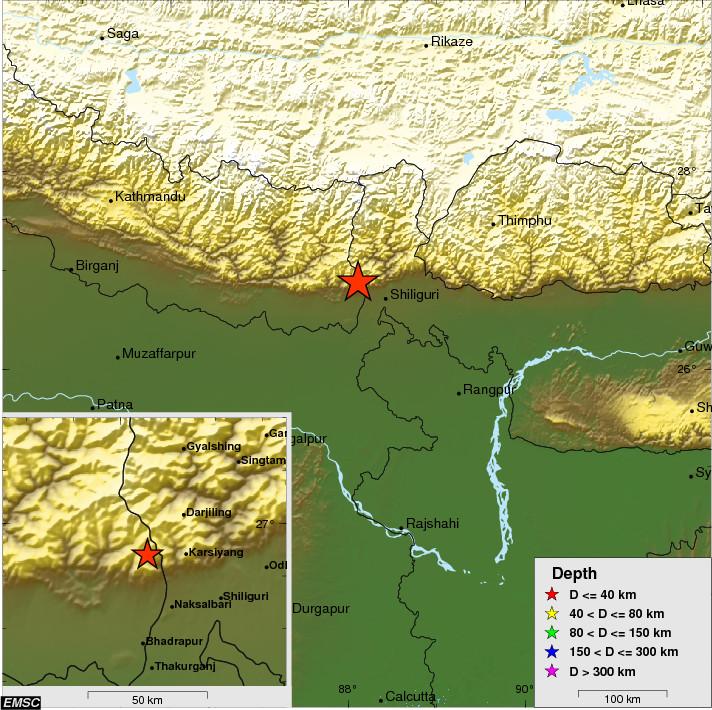 Lhasa
Saga
Rikaze
28°
Kathmandu
Ta
Thimphu
Birganj
Shiliguri
Guw
Muzaffarpur
26°
Rangpur
Patna
Sh
galpur
Gar
Gyalshing
Singtam
Sy
Darjiling
27°
Rajshahi
Karsiyang
Odl
Depth
D <= 40 km
Shiliguri
Naksalbari
Durgapur
40 < D <= 80 km
80 < D <= 150 km
Bhadrapur
150 < D <= 300 km
Thakurganj
D > 300 km
88°
90°
Calcutta
EMSC
50 km
100 km